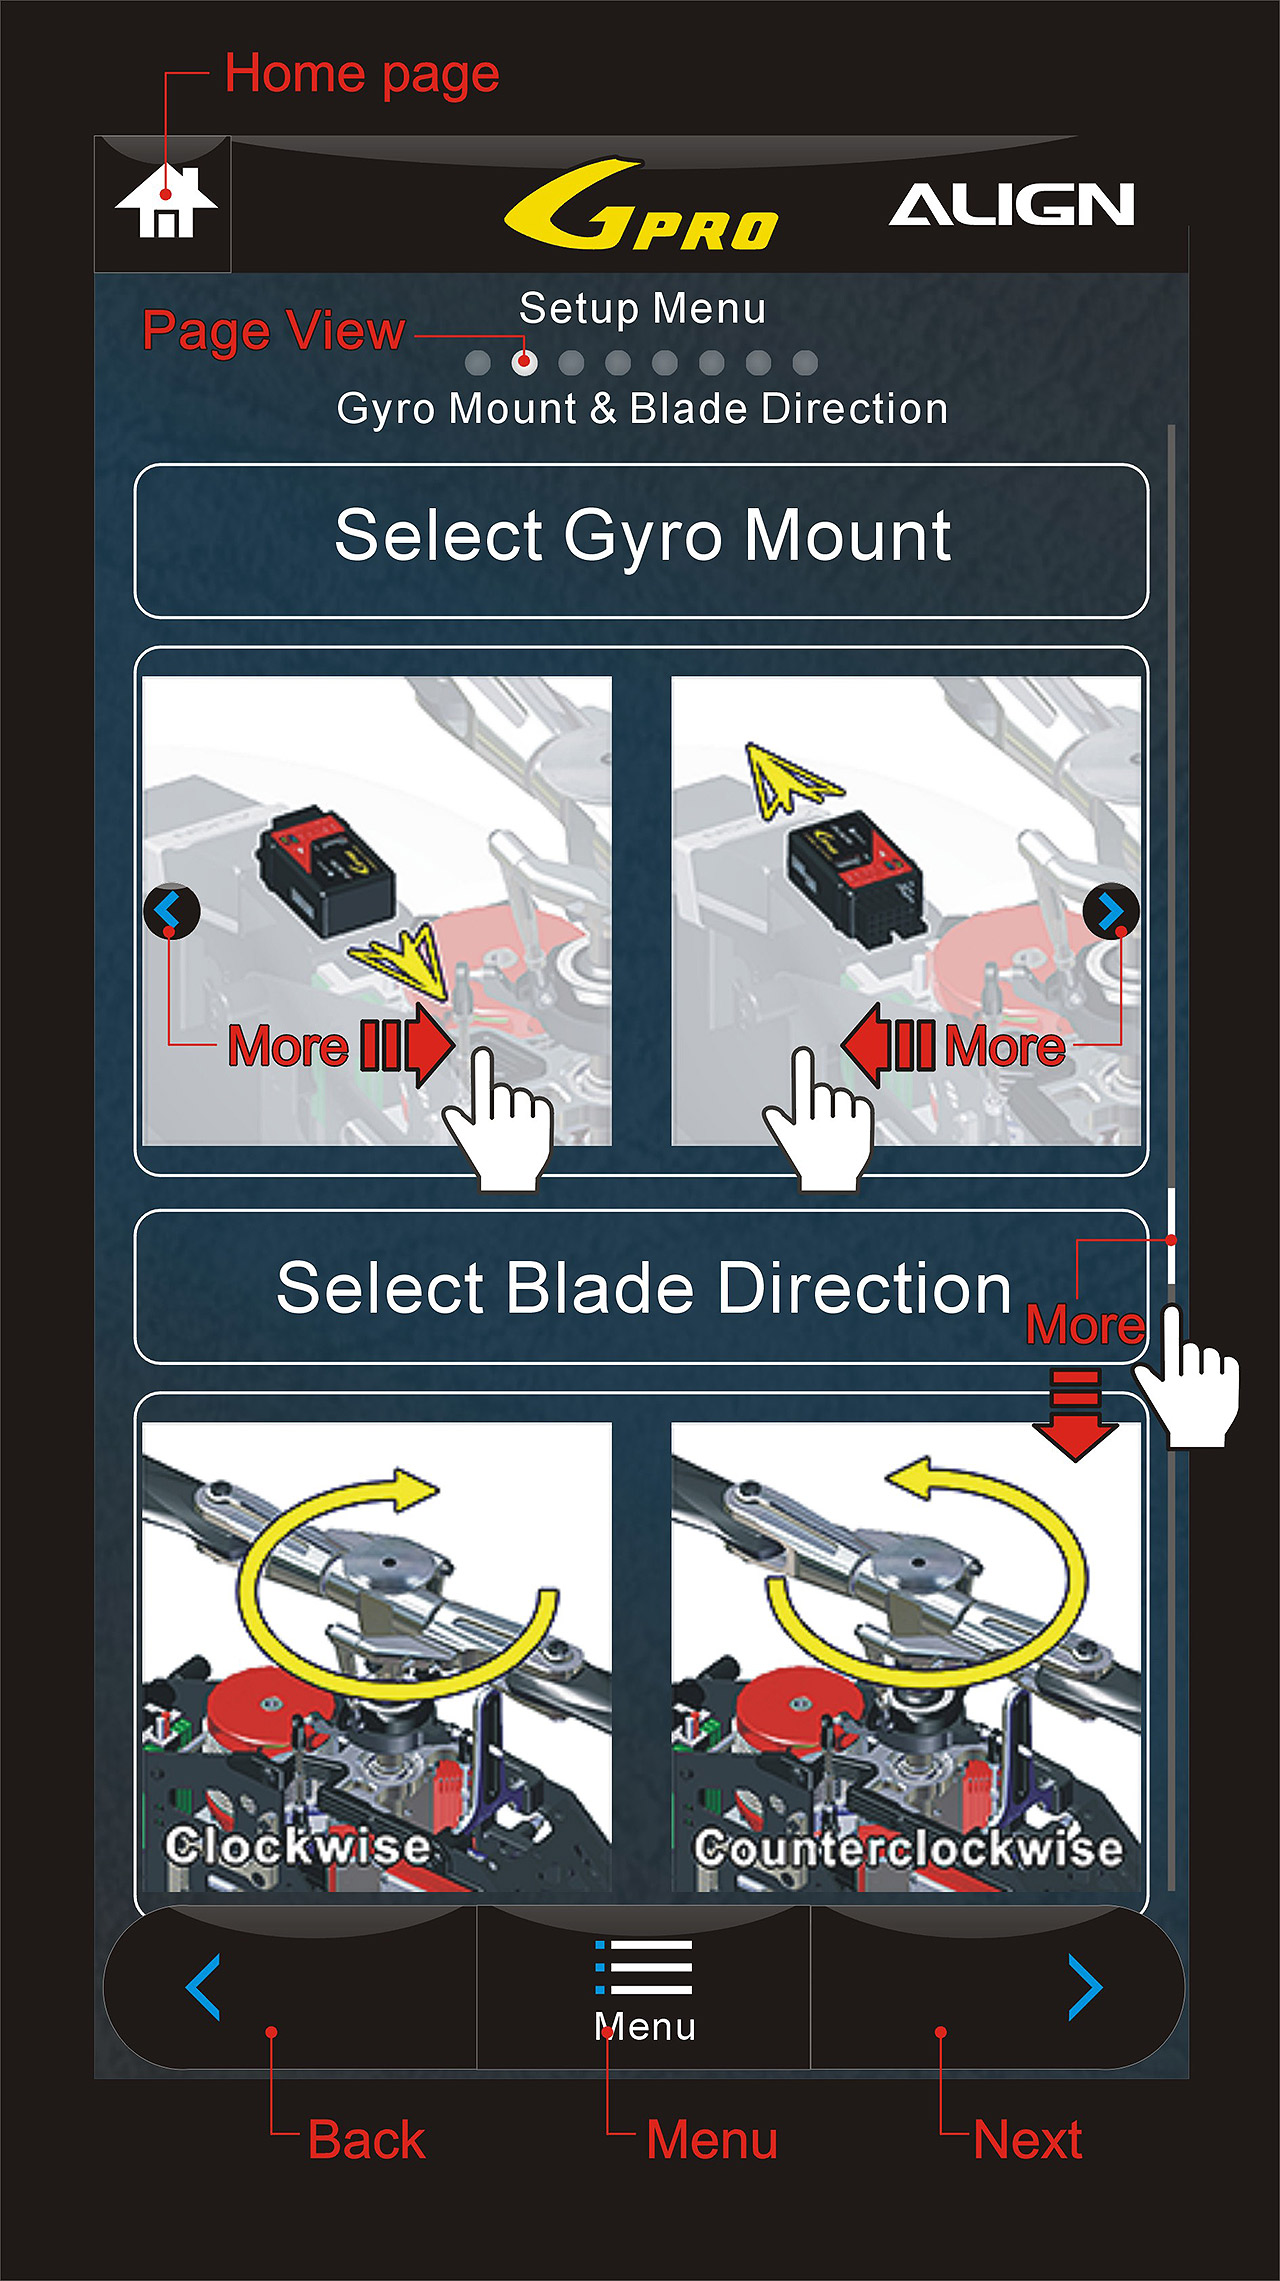 Home page
GPRO
ALIGN
Setup Menu
Page View
Gyro Mount & Blade Direction
Select Gyro Mount
More
More
Select Blade Direction
More
Clockwise
Counterclockwise
Menu
Back
Menu
Next